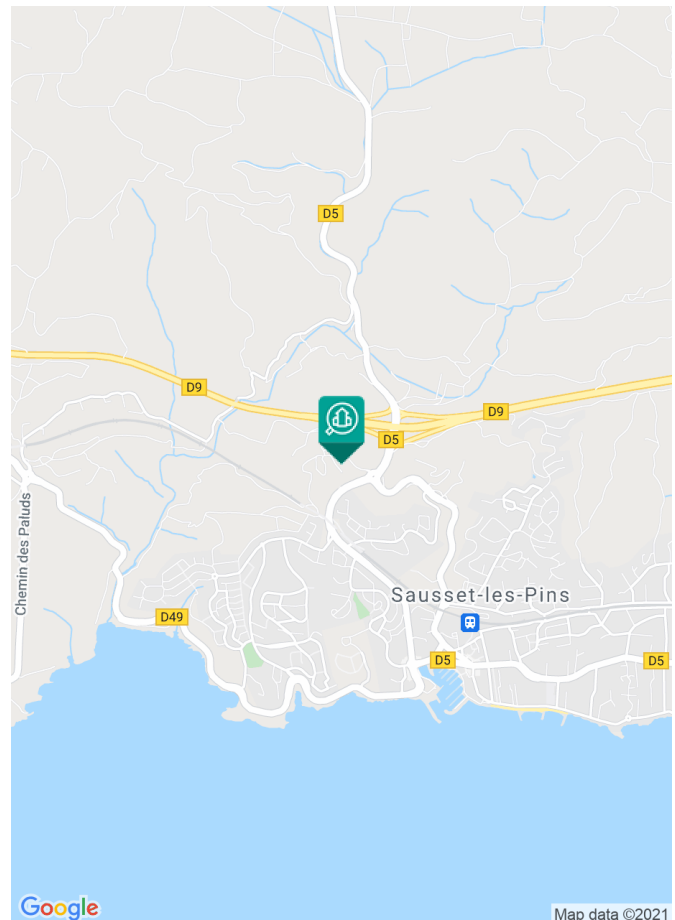 D5
D9
D9
D5
Chemin des Paluds
Sausset-les-Pins
D49
D5
D5
Google
Map data ©2021